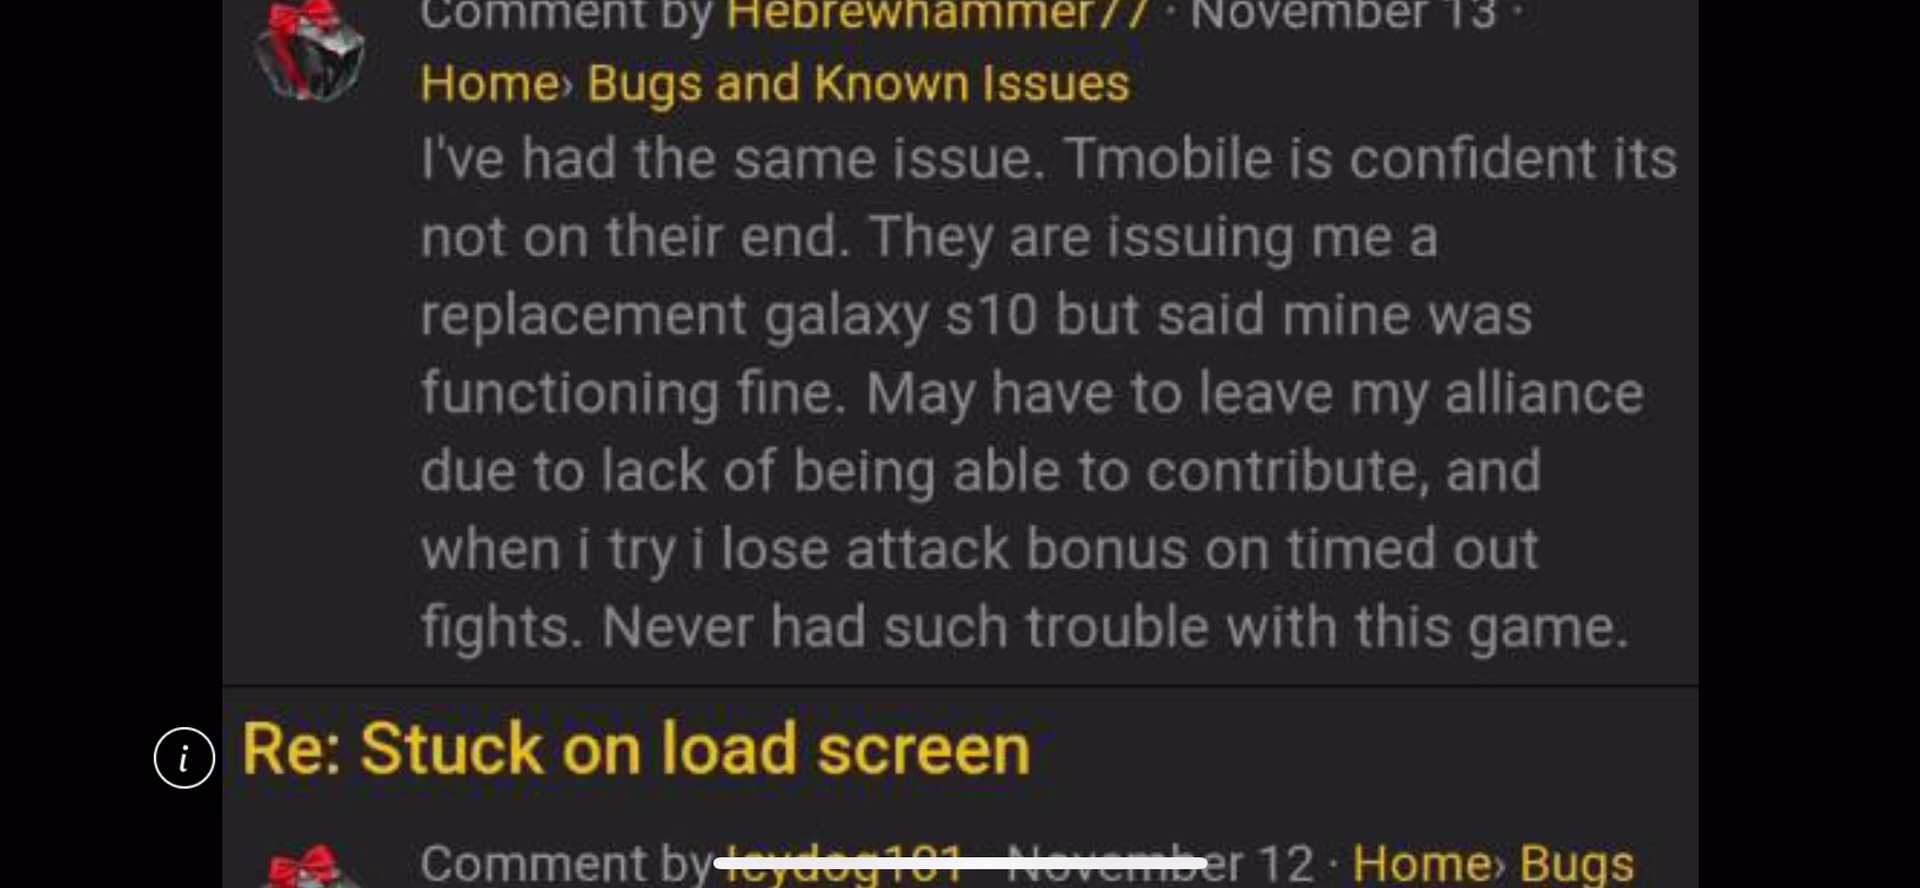 Comment by Hebrewhammer77 · November 13 ·
Home› Bugs and Known Issues
I've had the same issue. Tmobile is confident its
not on their end. They are issuing me a
replacement galaxy s10 but said mine was
functioning fine. May have to leave my alliance
due to lack of being able to contribute, and
when i try i lose attack bonus on timed out
fights. Never had such trouble with this game.
i Re: Stuck on load screen
Comment by Icydog101 · November 12 · Home› Bugs